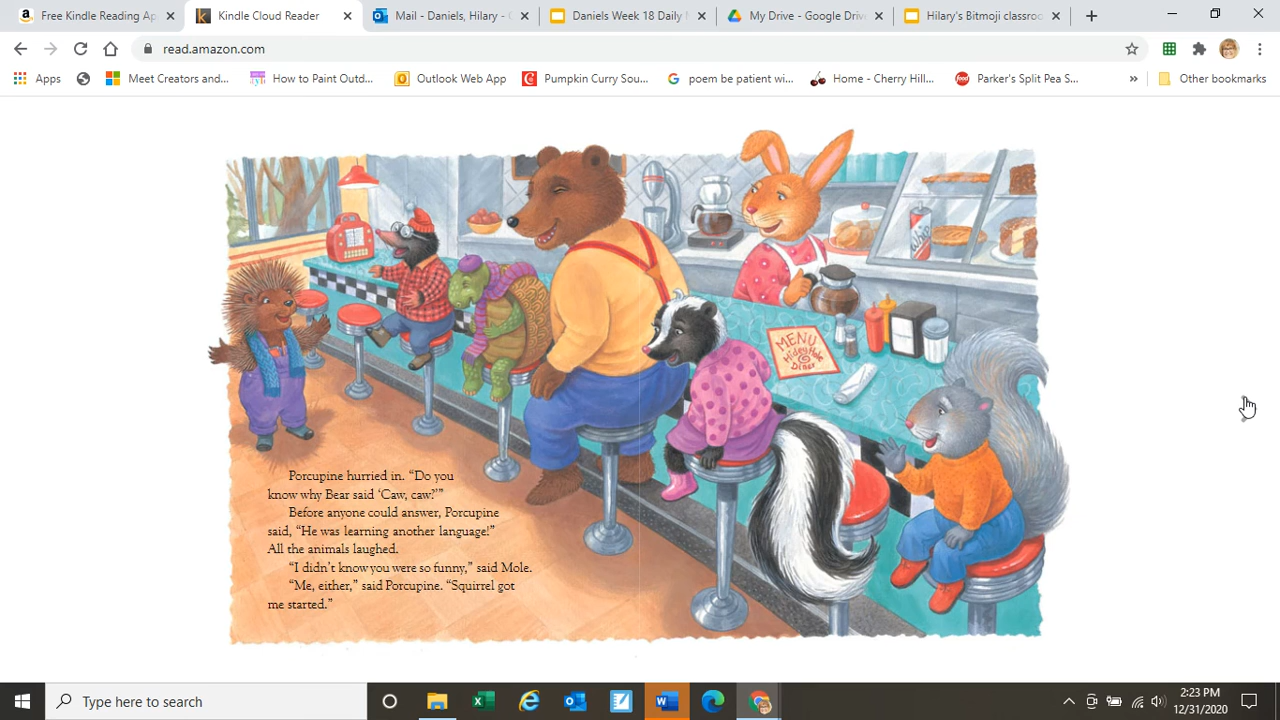 Free Kindle Reading Ap
Kindle Cloud Reader
Mail - Daniels, Hilary -
Daniels Week 18 Daily
My Drive - Google Driv
Hilary's Bitmoji classroo
read.amazon.com
Apps
Meet Creators and...
How to Paint Outd...
Outlook Web App
Pumpkin Curry Sou...
poem be patient wi...
Home - Cherry Hill...
Parker's Split Pea S...
»
Other bookmarks
MENU
Hidey Hole
Diner
Porcupine hurried in. “Do you
know why Bear said ‘Caw, caw?’”
Before anyone could answer, Porcupine
said, “He was learning another language!”
All the animals laughed.
“I didn’t know you were so funny,” said Mole.
“Me, either,” said Porcupine. “Squirrel got
me started.”
Type here to search
2:23 PM
12/31/2020